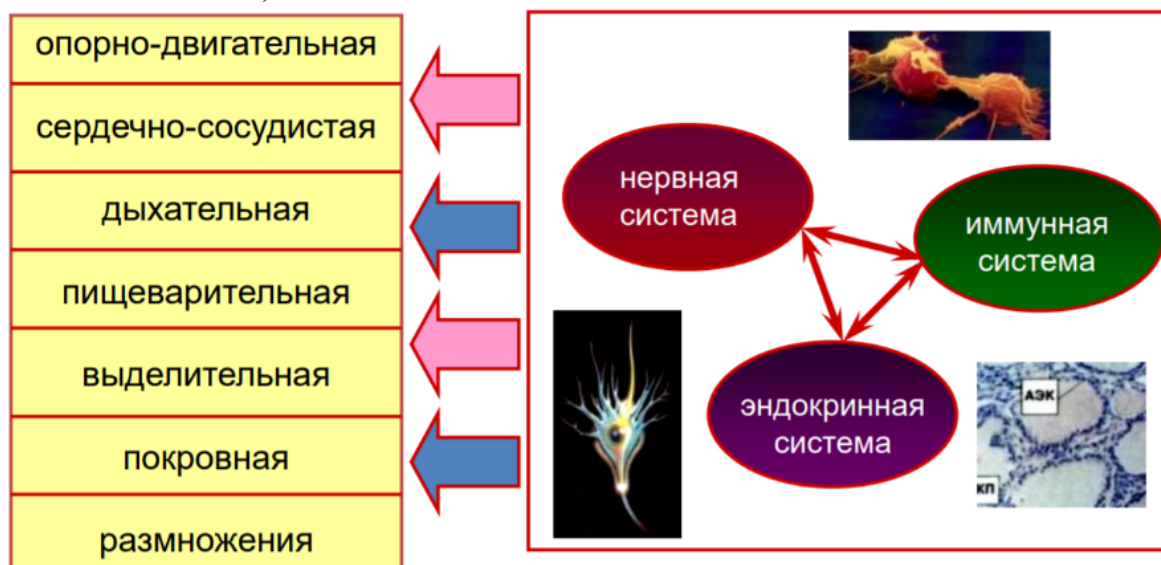 опорно-двигательная
сердечно-сосудистая
дыхательная
пищеварительная
выделительная
покровная
размножения
нервная
система
иммунная
система
эндокринная
система
АЭК
КП